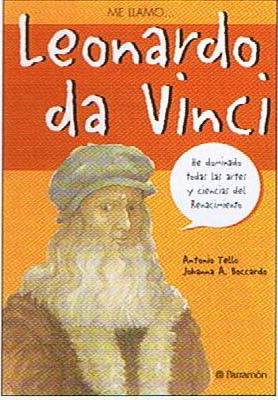 ME LLAMO...
Leonardo
da Vinci
He dominado
todas las artes
y ciencias del
Renacimiento
Antonio Tello
Johanna A. Boccardo
Parramón